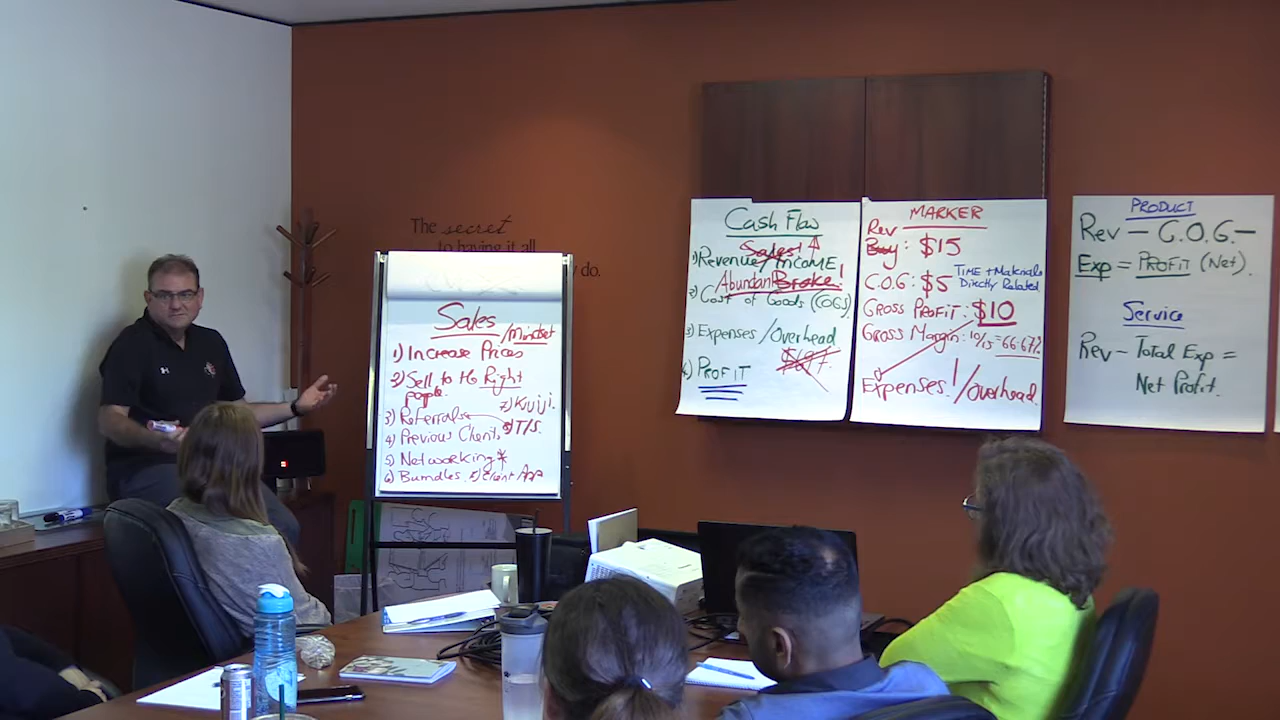 The secret
to having it all
do.
Sales
/Mindset
1) Increase Prices
2) Sell to the Right
people.
3) Referrals
7) Kijiji.
4) Previous Clients
8) T/S.
5) Networking *
6) Bundles
Client App
Cash Flow
Sales!
1) Revenue/INCOME
Abundant Broke!
2) Cost of Goods (COGS)
3) Expenses/Overhead
4) PROFIT
MARKER
Rev
Buy: $15
C.O.G: $5 TIME + Materials
Directly Related
GROSS PROFIT: $10
GROSS Margin: 10/15 = 66.67%
Expenses!/Overhead.
PRODUCT
Rev - C.O.G. -
Exp = PROFIT (Net).
Service
Rev - Total Exp =
Net Profit.